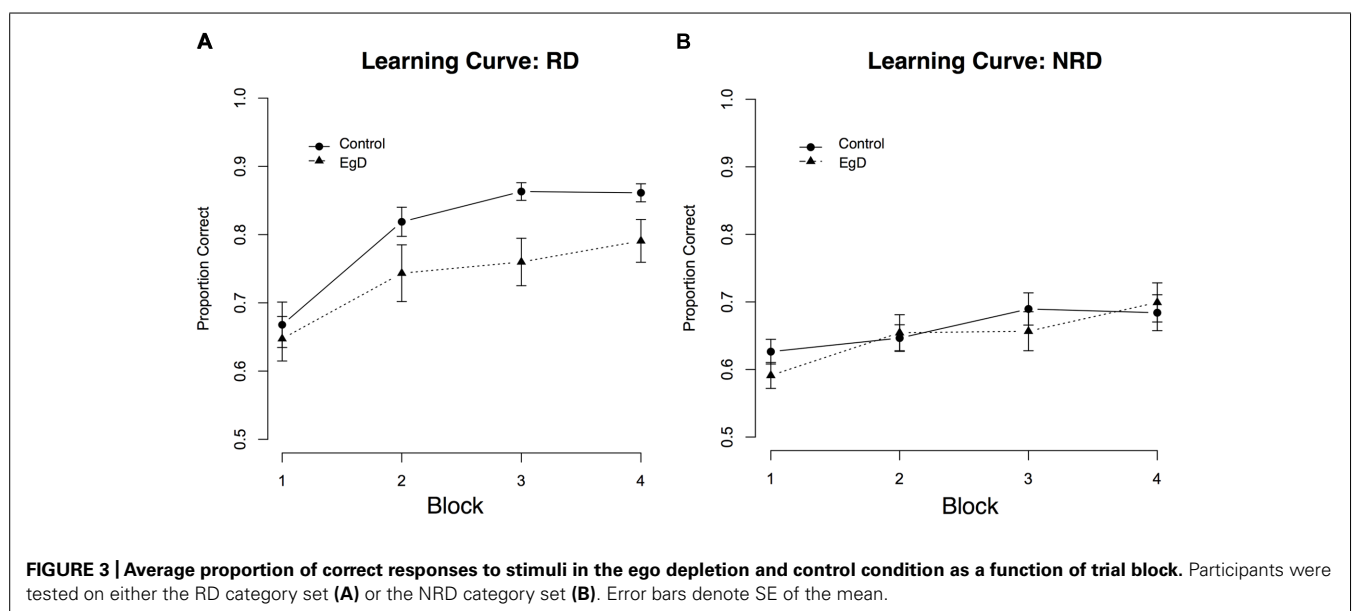 A
Learning Curve: RD
Proportion Correct
1.0
0.9
0.8
0.7
0.6
0.5
Control
EgD
1 2 3 4
Block
B
Learning Curve: NRD
Proportion Correct
1.0
0.9
0.8
0.7
0.6
0.5
Control
EgD
1 2 3 4
Block
FIGURE 3 | Average proportion of correct responses to stimuli in the ego depletion and control condition as a function of trial block. Participants were
tested on either the RD category set (A) or the NRD category set (B). Error bars denote SE of the mean.